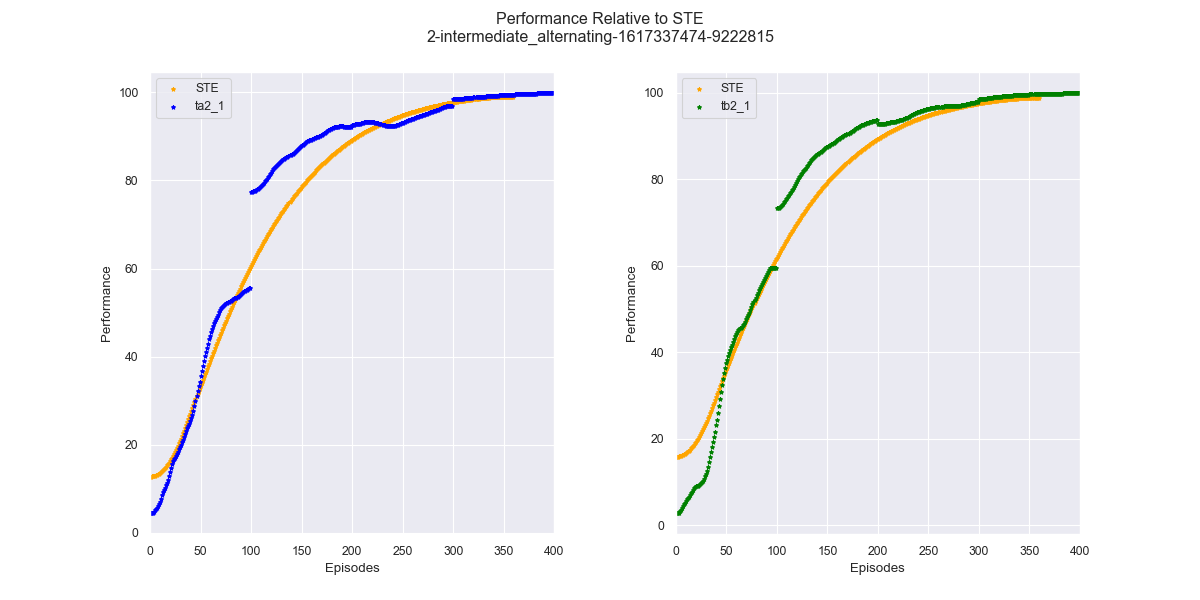 Performance Relative to STE
2-intermediate_alternating-1617337474-9222815
STE
ta2_1
100
80
60
40
20
0
Performance
0 50 100 150 200 250 300 350 400
Episodes
STE
tb2_1
100
80
60
40
20
0
Performance
0 50 100 150 200 250 300 350 400
Episodes